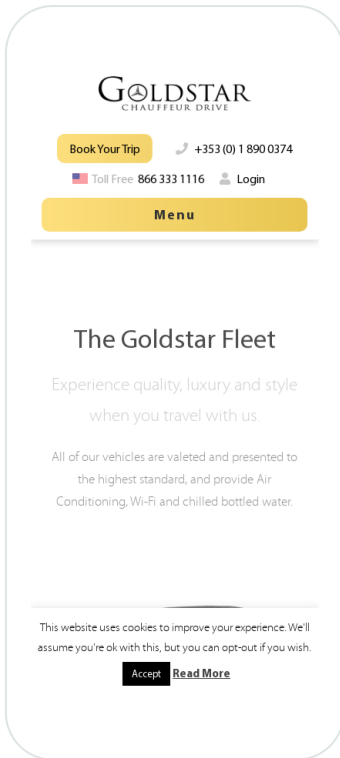 GOLDSTAR
CHAUFFEUR DRIVE
Book Your Trip
+353 (0) 1 890 0374
Toll Free 866 333 1116
Login
Menu
The Goldstar Fleet
Experience quality, luxury and style
when you travel with us.
All of our vehicles are valeted and presented to
the highest standard, and provide Air
Conditioning, Wi-Fi and chilled bottled water.
This website uses cookies to improve your experience. We'll
assume you're ok with this, but you can opt-out if you wish.
Accept Read More